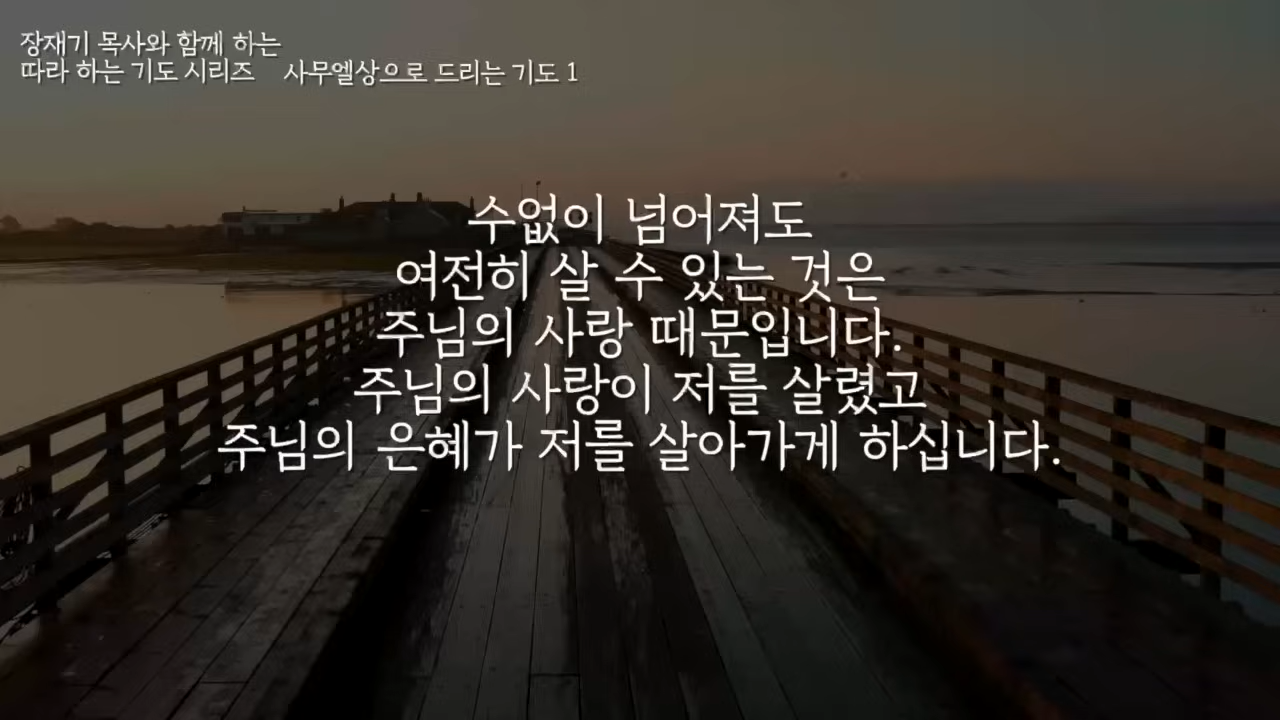 장재기 목사와 함께 하는
따라 하는 기도 시리즈 사무엘상으로 드리는 기도 1
수없이 넘어져도
여전히 살 수 있는 것은
주님의 사랑 때문입니다.
주님의 사랑이 저를 살렸고
주님의 은혜가 저를 살아가게 하십니다.